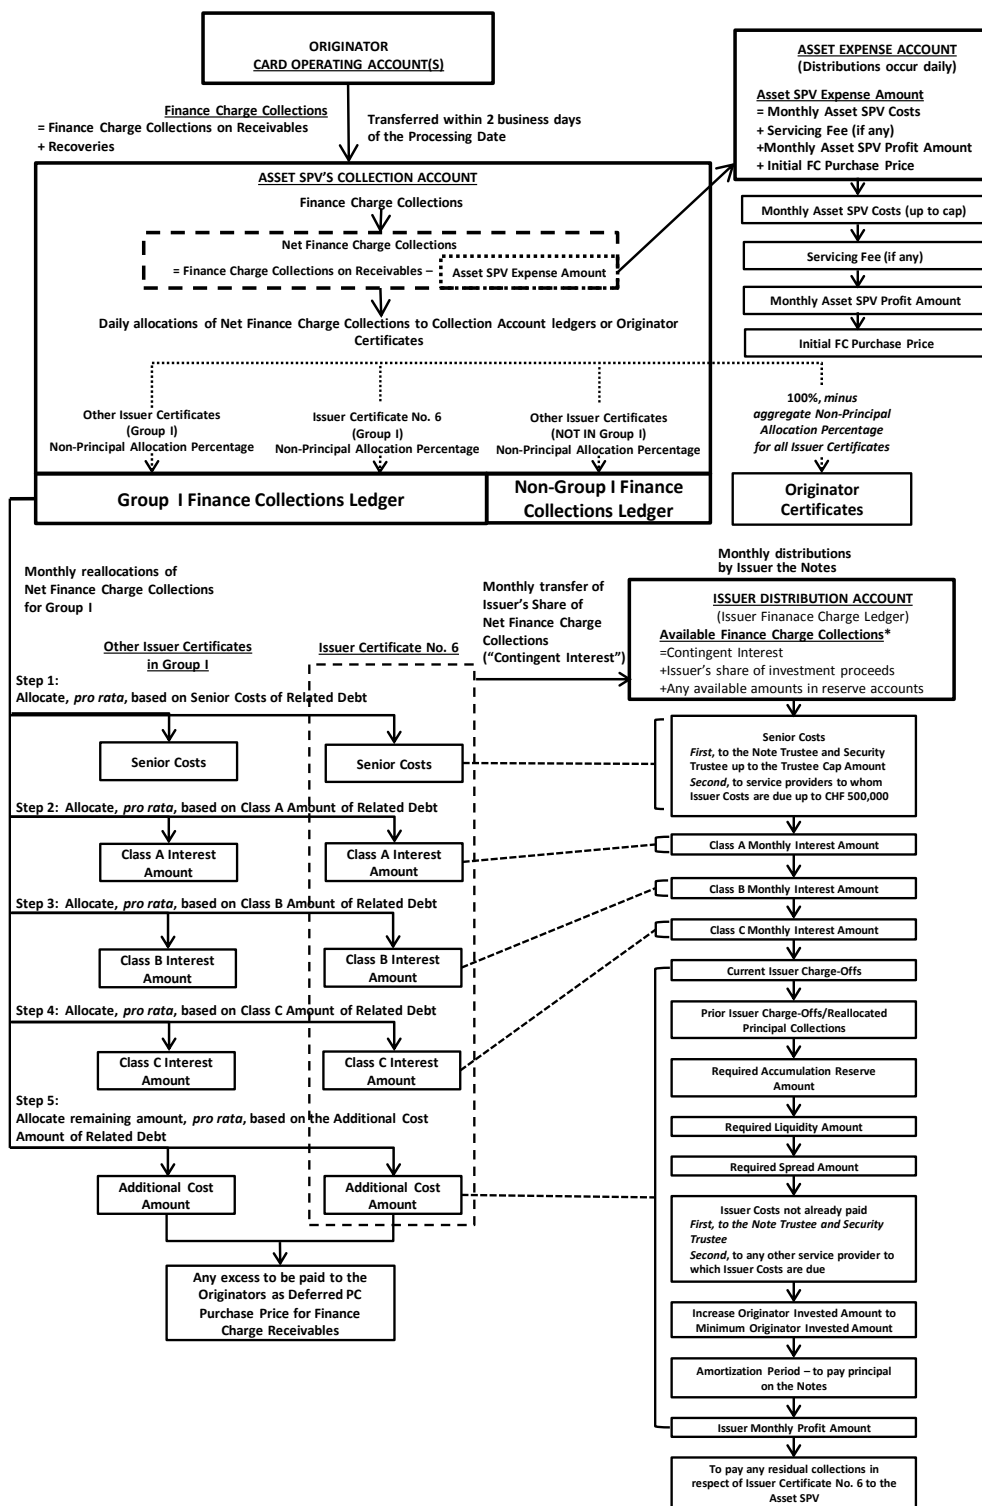 ORIGINATOR
CARD OPERATING ACCOUNT(S)
Finance Charge Collections
= Finance Charge Collections on Receivables
+ Recoveries
Transferred within 2 business days
of the Processing Date
ASSET EXPENSE ACCOUNT
(Distributions occur daily)
Asset SPV Expense Amount
= Monthly Asset SPV Costs
+ Servicing Fee (if any)
+Monthly Asset SPV Profit Amount
+ Initial FC Purchase Price
Monthly Asset SPV Costs (up to cap)
Servicing Fee (if any)
Monthly Asset SPV Profit Amount
Initial FC Purchase Price
ASSET SPV'S COLLECTION ACCOUNT
Finance Charge Collections
Net Finance Charge Collections
= Finance Charge Collections on Receivables –
Asset SPV Expense Amount
Daily allocations of Net Finance Charge Collections to Collection Account ledgers or Originator
Certificates
Other Issuer Certificates
(Group I)
Non-Principal Allocation Percentage
Issuer Certificate No. 6
(Group I)
Non-Principal Allocation Percentage
Other Issuer Certificates
(NOT IN Group I)
Non-Principal Allocation Percentage
100%, minus
aggregate Non-Principal
Allocation Percentage
for all Issuer Certificates
Group I Finance Collections Ledger
Non-Group I Finance
Collections Ledger
Originator
Certificates
Monthly reallocations of
Net Finance Charge Collections
for Group I
Monthly transfer of
Issuer's Share of
Net Finance Charge
Collections
("Contingent Interest")
Monthly distributions
by Issuer the Notes
ISSUER DISTRIBUTION ACCOUNT
(Issuer Finanace Charge Ledger)
Available Finance Charge Collections*
=Contingent Interest
+Issuer's share of investment proceeds
+Any available amounts in reserve accounts
Other Issuer Certificates
in Group I
Issuer Certificate No. 6
Step 1:
Allocate, pro rata, based on Senior Costs of Related Debt
Senior Costs
Senior Costs
Step 2: Allocate, pro rata, based on Class A Amount of Related Debt
Class A Interest
Amount
Class A Interest
Amount
Step 3: Allocate, pro rata, based on Class B Amount of Related Debt
Class B Interest
Amount
Class B Interest
Amount
Step 4: Allocate, pro rata, based on Class C Amount of Related Debt
Class C Interest
Amount
Class C Interest
Amount
Step 5:
Allocate remaining amount, pro rata, based on the Additional Cost
Amount of Related Debt
Additional Cost
Amount
Additional Cost
Amount
Any excess to be paid to the
Originators as Deferred PC
Purchase Price for Finance
Charge Receivables
Senior Costs
First, to the Note Trustee and Security
Trustee up to the Trustee Cap Amount
Second, to service providers to whom
Issuer Costs are due up to CHF 500,000
Class A Monthly Interest Amount
Class B Monthly Interest Amount
Class C Monthly Interest Amount
Current Issuer Charge-Offs
Prior Issuer Charge-Offs/Reallocated
Principal Collections
Required Accumulation Reserve
Amount
Required Liquidity Amount
Required Spread Amount
Issuer Costs not already paid
First, to the Note Trustee and Security
Trustee
Second, to any other service provider to
which Issuer Costs are due
Increase Originator Invested Amount to
Minimum Originator Invested Amount
Amortization Period – to pay principal
on the Notes
Issuer Monthly Profit Amount
To pay any residual collections in
respect of Issuer Certificate No. 6 to the
Asset SPV